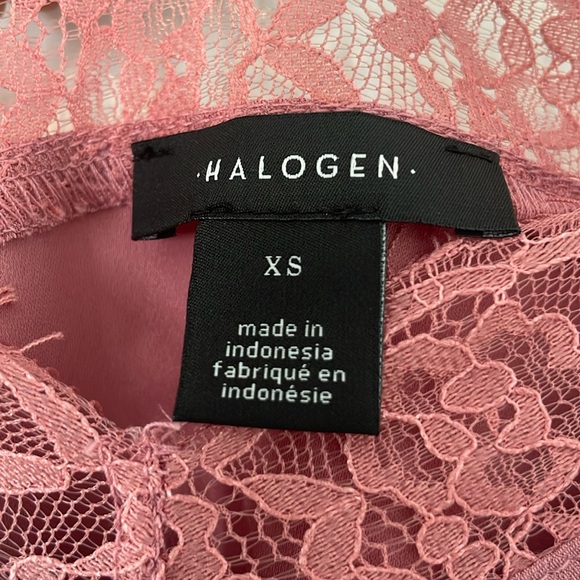 ·HALOGEN·
XS
made in
indonesia
fabriqué en
indonésie